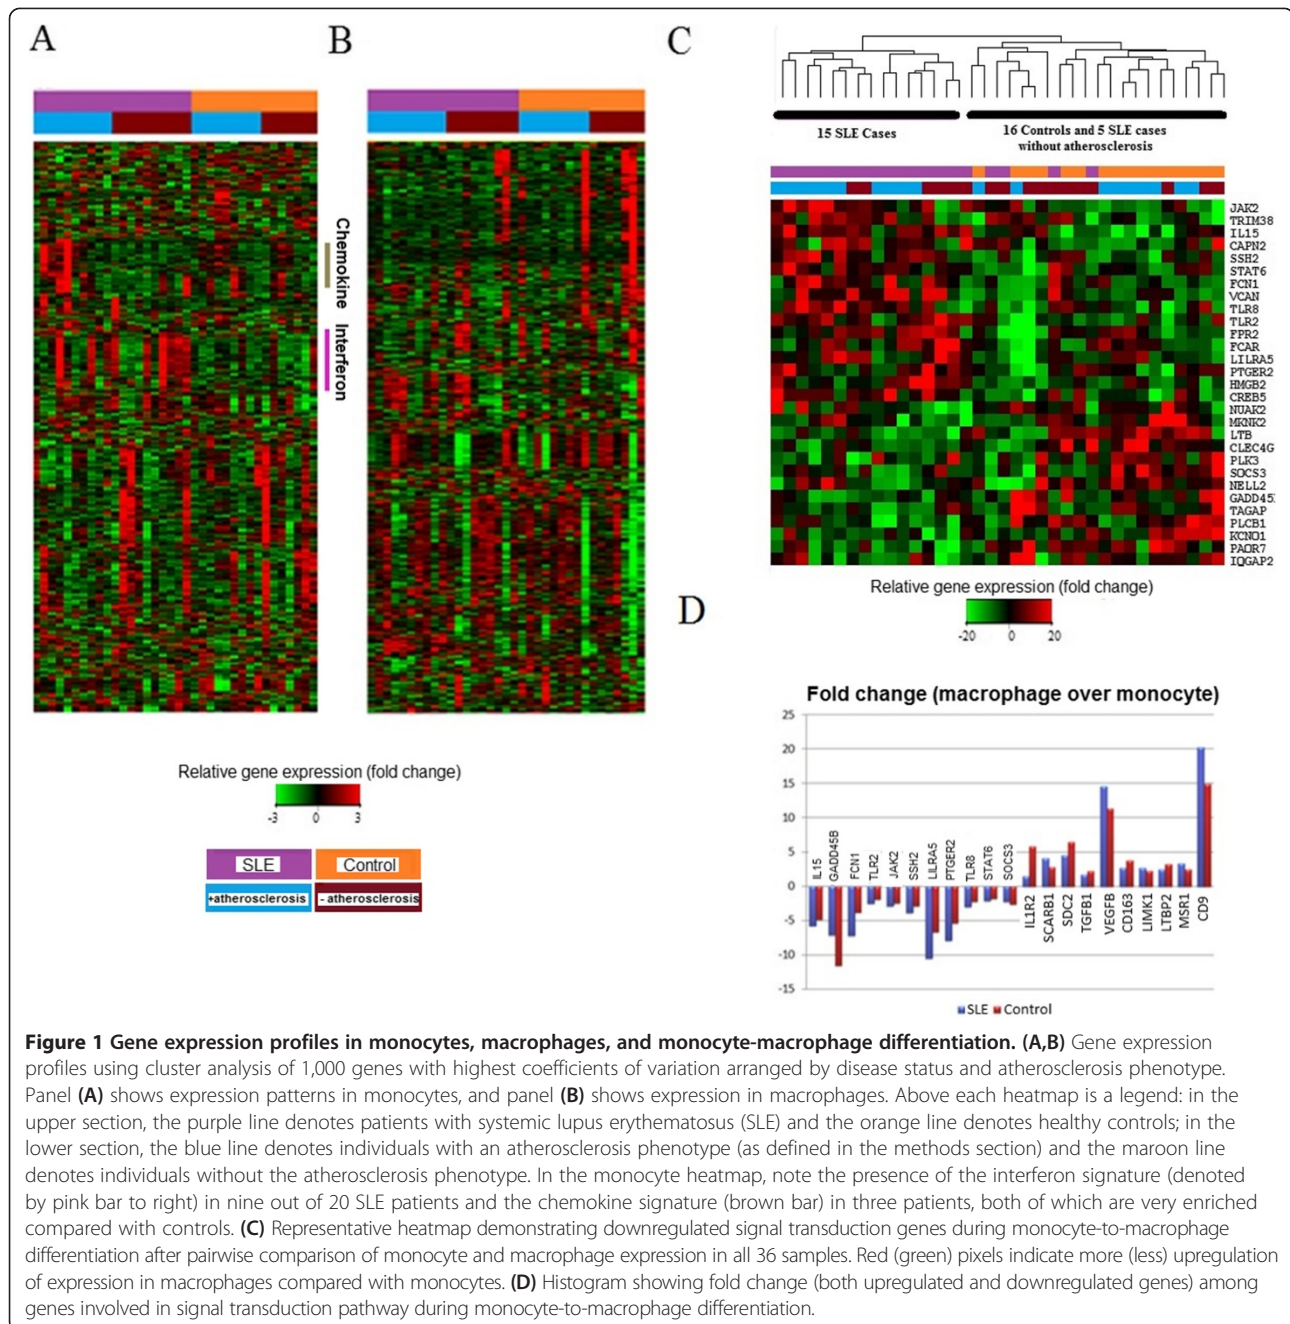 A
B
C
Chemokine
Interferon
15 SLE Cases
16 Controls and 5 SLE cases
without atherosclerosis
JAK2
TRIM38
IL15
CAPN2
SSH2
STAT6
FCN1
VCAN
TLR8
TLR2
FPR2
FCAR
LILRA5
PTGER2
HMGB2
CREB5
NUAK2
MKNK2
LTB
CLEC4G
PLK3
SOCS3
NELL2
GADD45
TAGAP
PLCB1
KCNO1
PAOR7
IQGAP2
Relative gene expression (fold change)
-20 0 20
D
Relative gene expression (fold change)
-3 0 3
SLE Control
+atherosclerosis - atherosclerosis
Fold change (macrophage over monocyte)
25
20
15
10
5
0
-5
-10
-15
IL15
GADD45B
FCN1
TLR2
JAK2
SSH2
LILRA5
PTGER2
TLR8
STAT6
SOCS3
IL1R2
SCARB1
SDC2
TGFB1
VEGFB
CD163
LIMK1
LTBP2
MSR1
CD9
SLE Control
Figure 1 Gene expression profiles in monocytes, macrophages, and monocyte-macrophage differentiation. (A,B) Gene expression
profiles using cluster analysis of 1,000 genes with highest coefficients of variation arranged by disease status and atherosclerosis phenotype.
Panel (A) shows expression patterns in monocytes, and panel (B) shows expression in macrophages. Above each heatmap is a legend: in the
upper section, the purple line denotes patients with systemic lupus erythematosus (SLE) and the orange line denotes healthy controls; in the
lower section, the blue line denotes individuals with an atherosclerosis phenotype (as defined in the methods section) and the maroon line
denotes individuals without the atherosclerosis phenotype. In the monocyte heatmap, note the presence of the interferon signature (denoted
by pink bar to right) in nine out of 20 SLE patients and the chemokine signature (brown bar) in three patients, both of which are very enriched
compared with controls. (C) Representative heatmap demonstrating downregulated signal transduction genes during monocyte-to-macrophage
differentiation after pairwise comparison of monocyte and macrophage expression in all 36 samples. Red (green) pixels indicate more (less) upregulation
of expression in macrophages compared with monocytes. (D) Histogram showing fold change (both upregulated and downregulated genes) among
genes involved in signal transduction pathway during monocyte-to-macrophage differentiation.